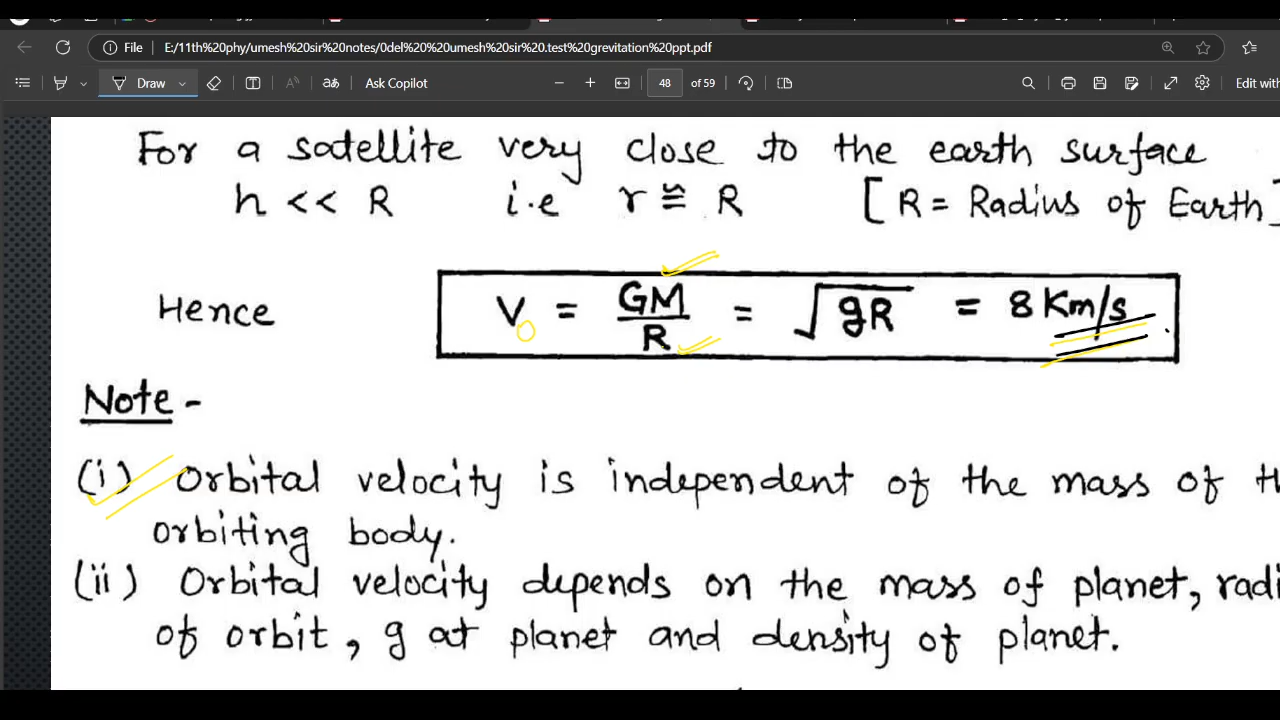 File E:/11th%20phy/umesh%20sir%20notes/0del%20%20umesh%20sir%20.test%20grevitation%20ppt.pdf
Draw Ask Copilot 48 of 59 Edit with
For a satellite very close to the earth surface
h << R i.e r ≅ R [R = Radius of Earth]
Hence V₀ = GM/R = √gR = 8 Km/s
Note -
(i) Orbital velocity is independent of the mass of th
orbiting body.
(ii) Orbital velocity depends on the mass of planet, radi
of orbit, g at planet and density of planet.